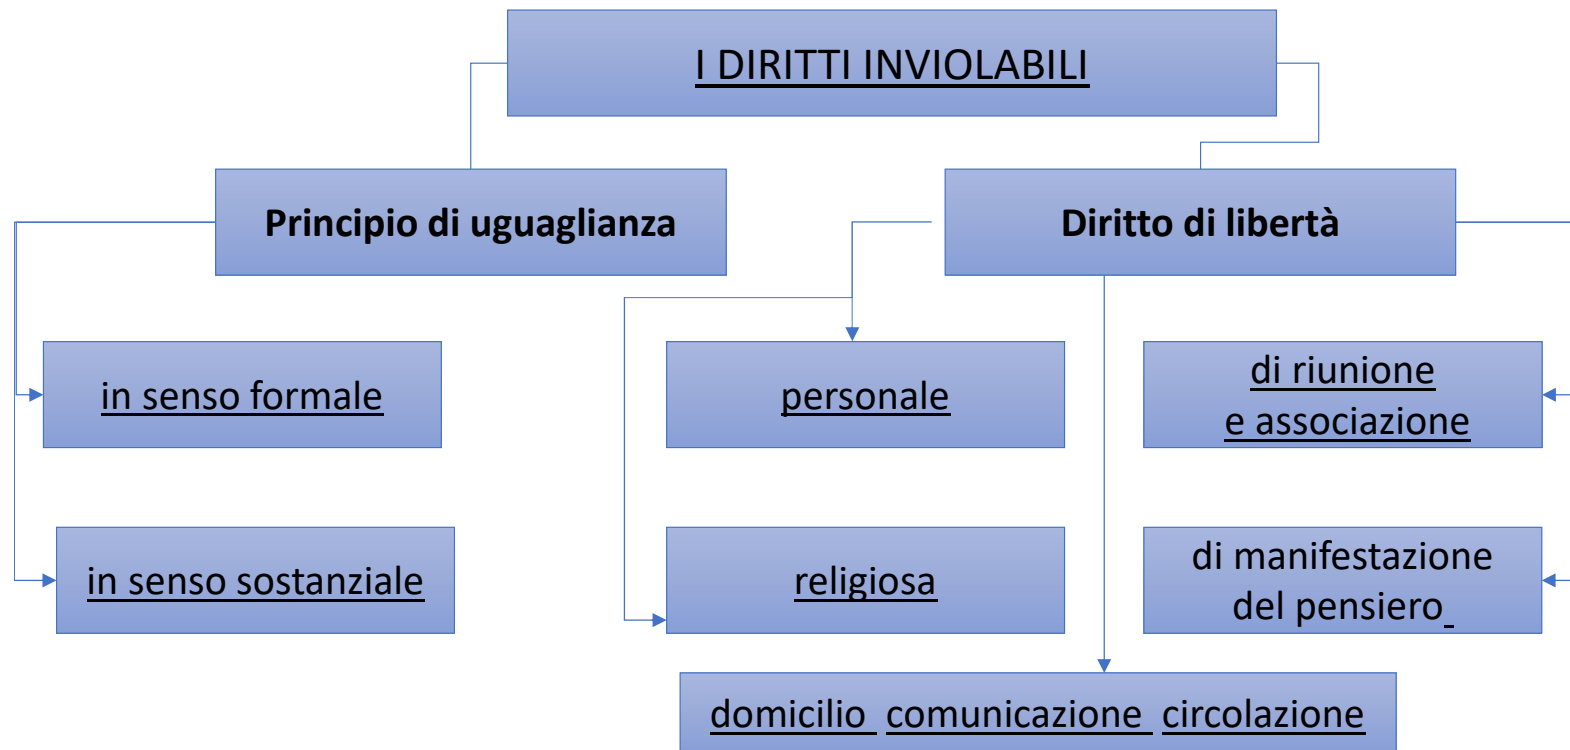 I DIRITTI INVIOLABILI
Principio di uguaglianza
Diritto di libertà
in senso formale
personale
di riunione
e associazione
in senso sostanziale
religiosa
di manifestazione
del pensiero
domicilio comunicazione circolazione